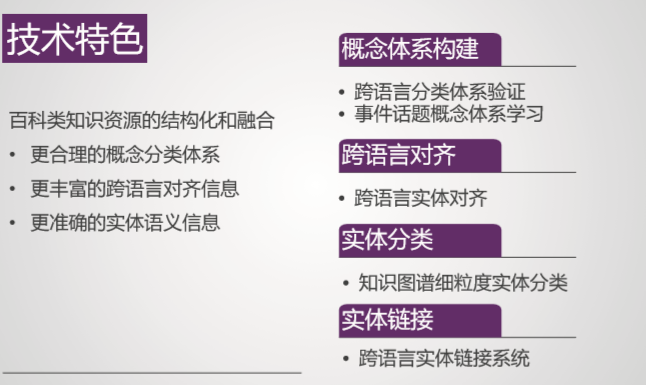 技术特色
百科类知识资源的结构化和融合
• 更合理的概念分类体系
• 更丰富的跨语言对齐信息
• 更准确的实体语义信息
概念体系构建
• 跨语言分类体系验证
• 事件话题概念体系学习
跨语言对齐
• 跨语言实体对齐
实体分类
• 知识图谱细粒度实体分类
实体链接
• 跨语言实体链接系统